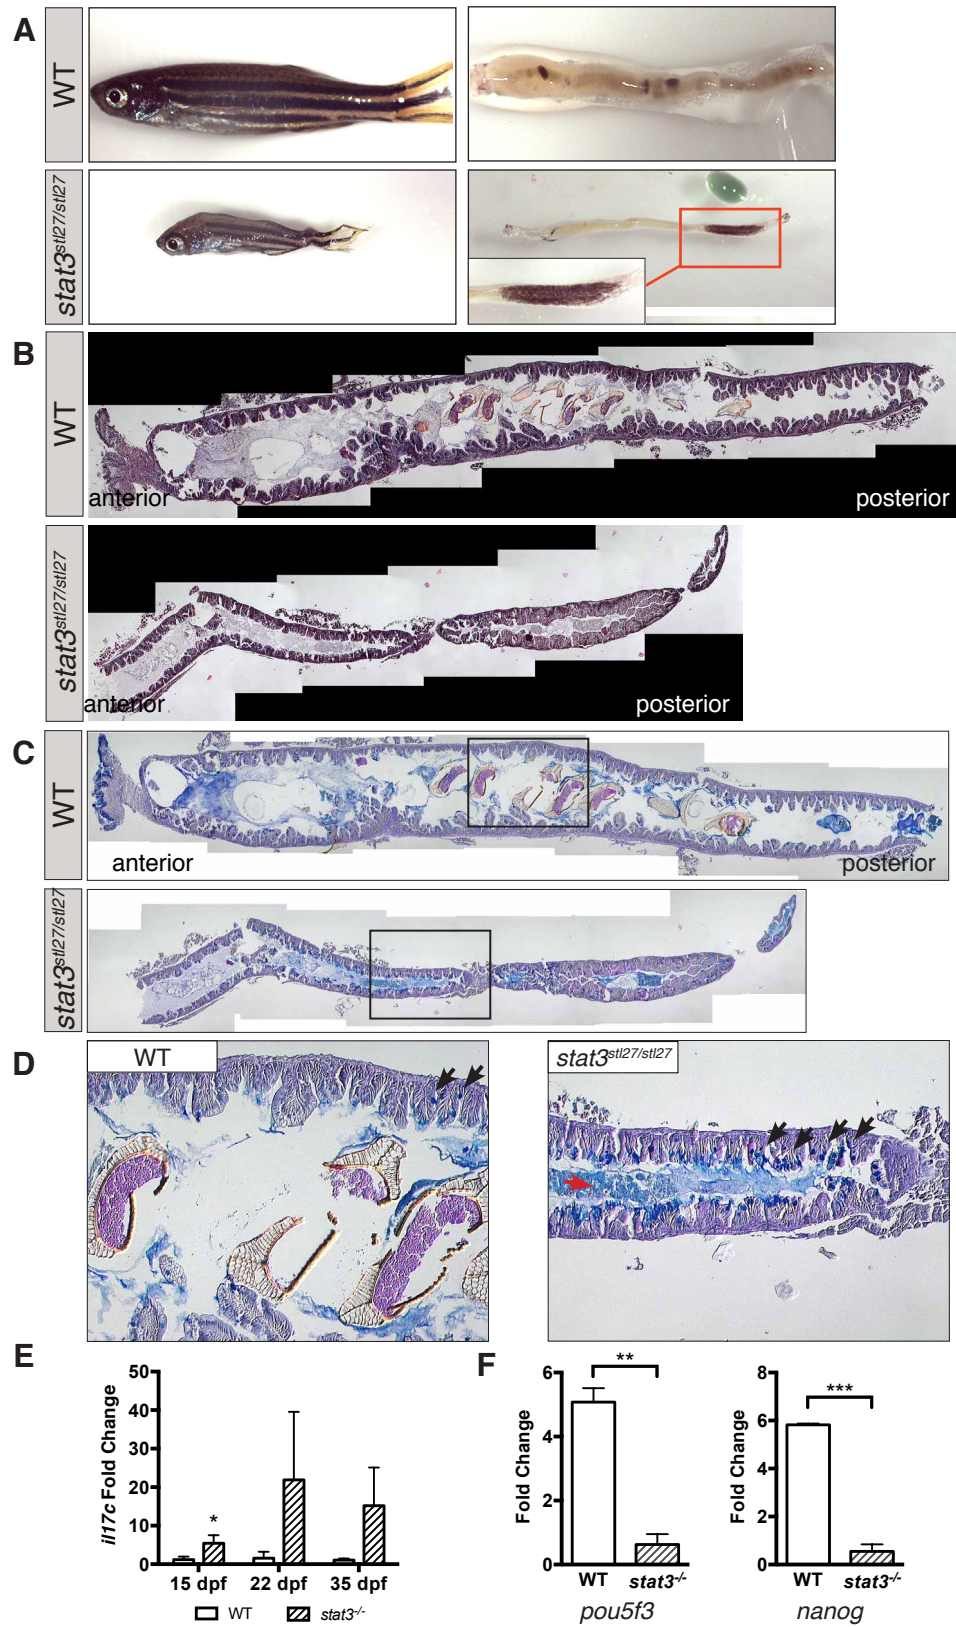 A
WT
stat3stl27/stl27
B
WT
anterior
posterior
stat3stl27/stl27
anterior
posterior
C
WT
anterior
posterior
stat3stl27/stl27
D
WT
stat3stl27/stl27
E
il17c Fold Change
50
40
30
20
10
0
*
15 dpf 22 dpf 35 dpf
WT stat3-/-
F
Fold Change
6
4
2
0
**
WT stat3-/-
pou5f3
Fold Change
8
6
4
2
0
***
WT stat3-/-
nanog